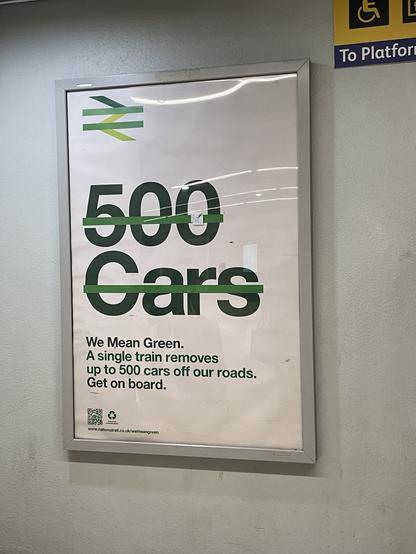 To Platfor
500
Cars
We Mean Green.
A single train removes
up to 500 cars off our roads.
Get on board.
www.nationalrail.co.uk/wemeangreen